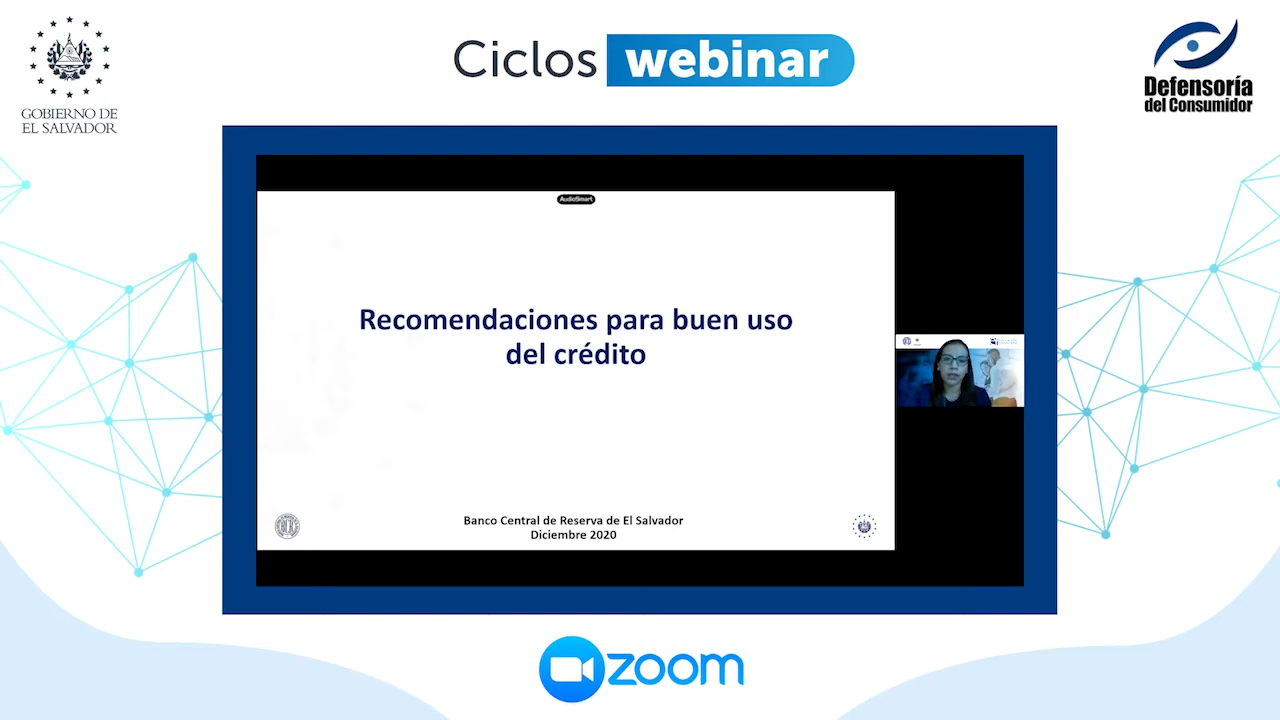 Ciclos webinar
GOBIERNO DE
EL SALVADOR
Defensoría
del Consumidor
AudioSmart
Recomendaciones para buen uso
del crédito
Banco Central de Reserva de El Salvador
Diciembre 2020
zoom